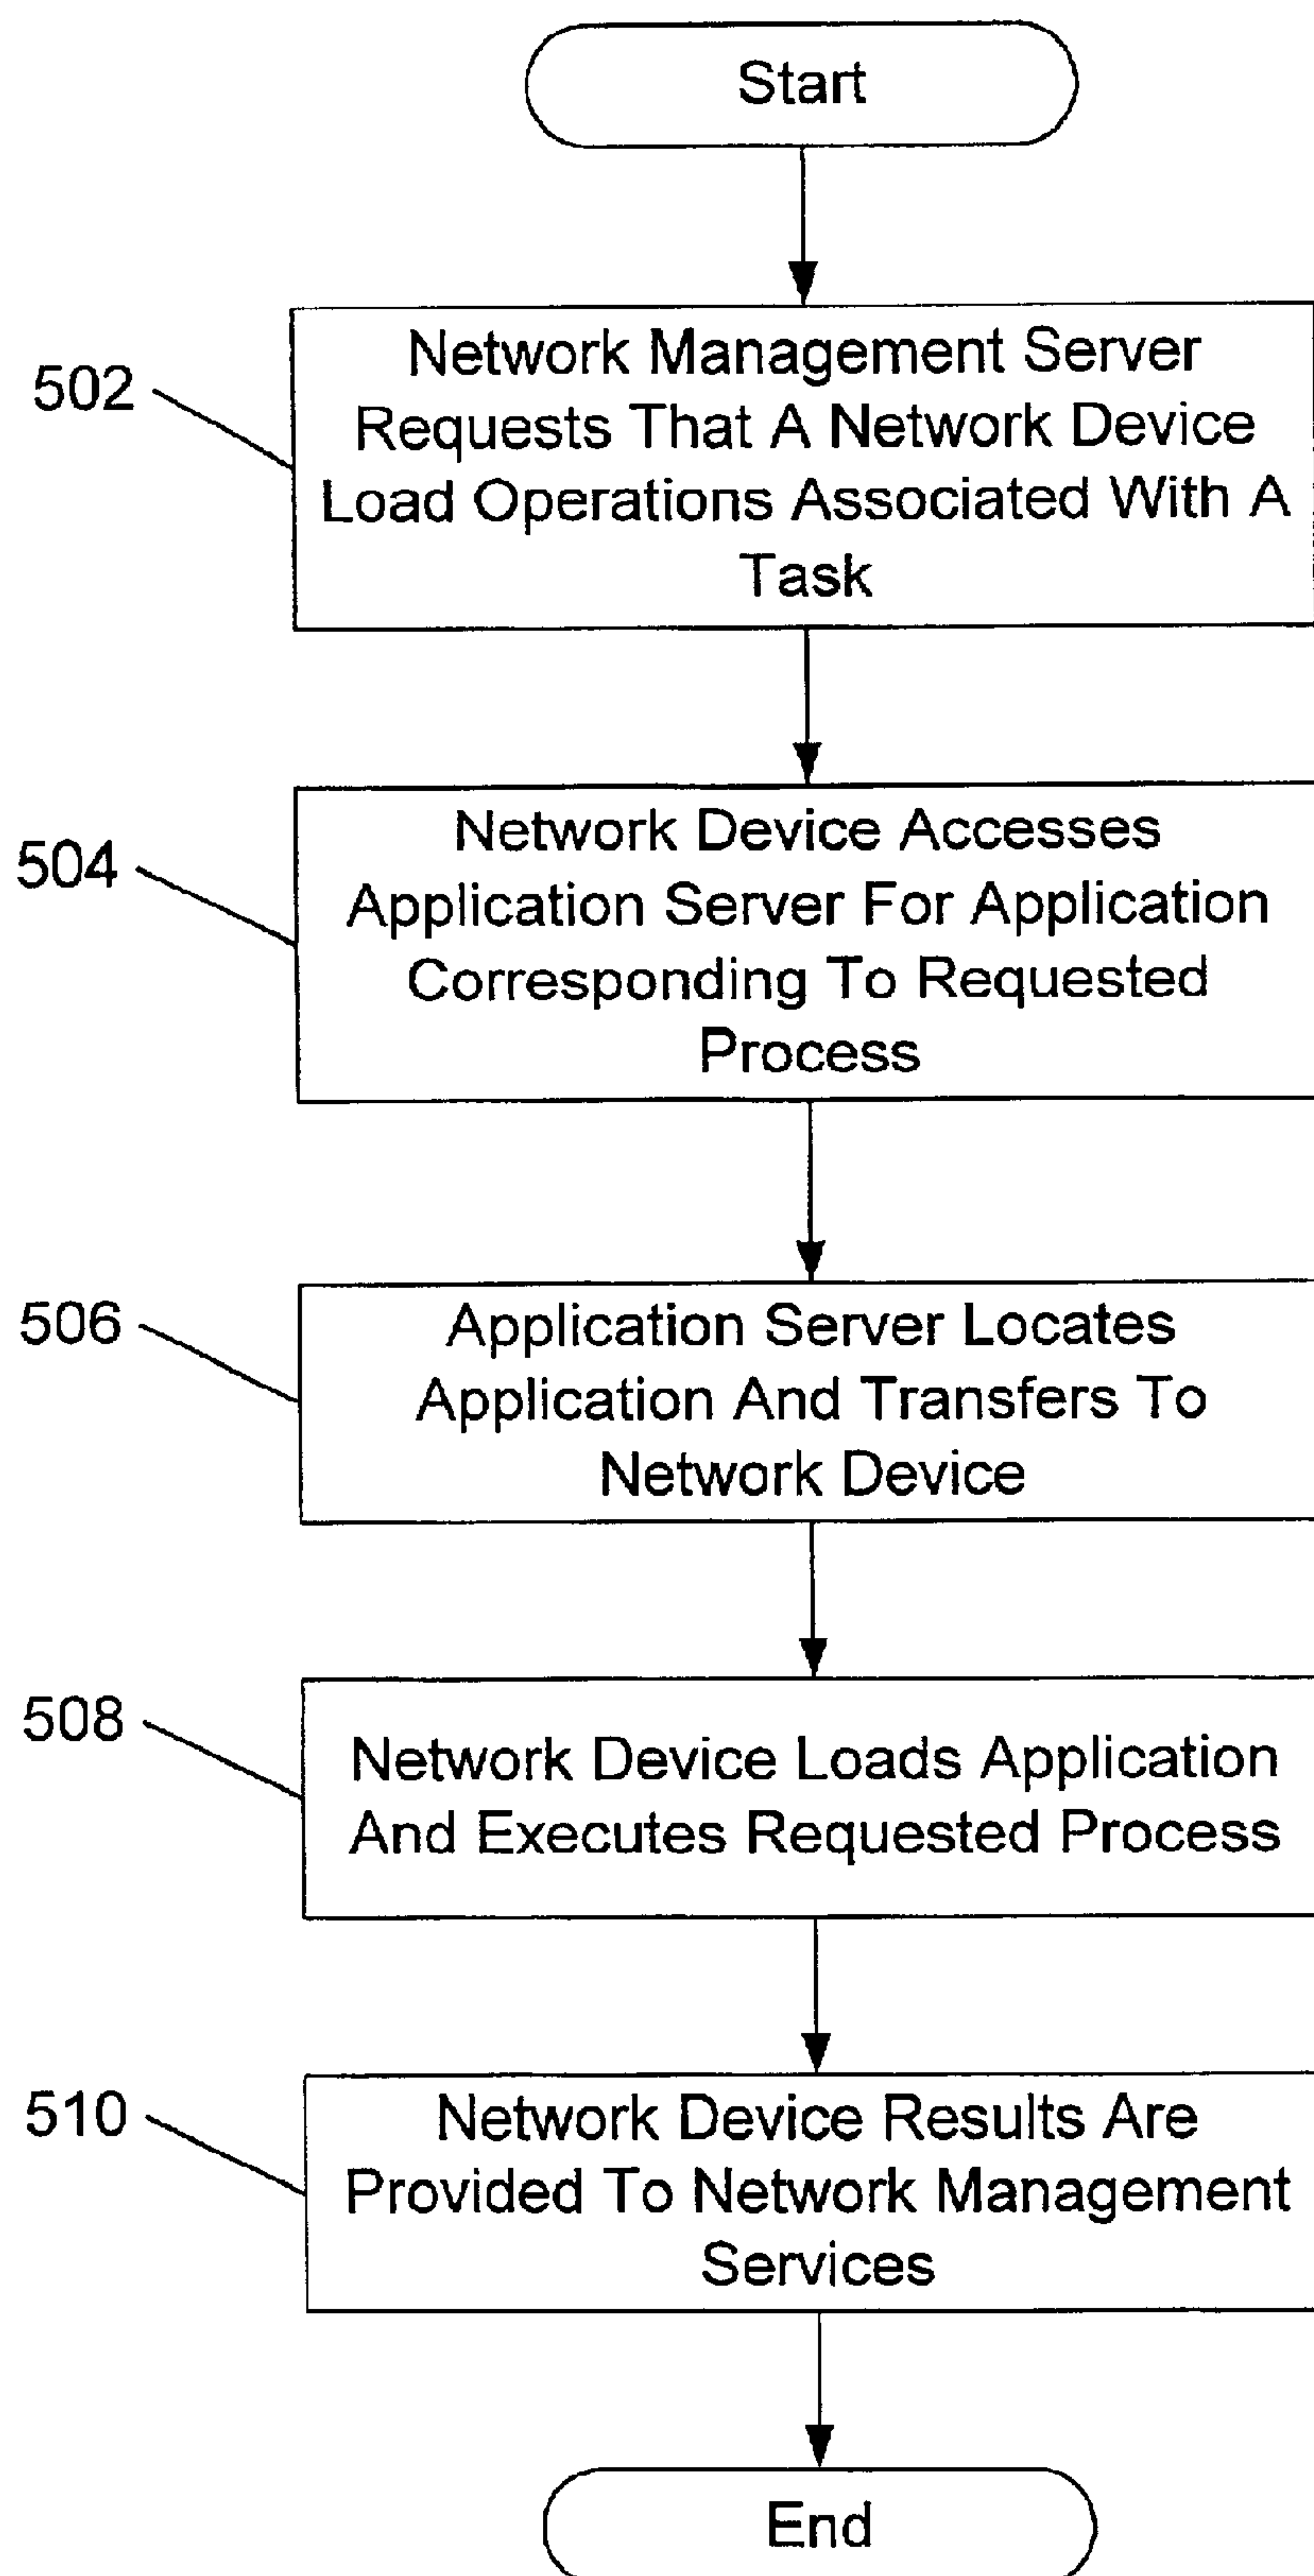 Start
502
Network Management Server
Requests That A Network Device
Load Operations Associated With A
Task
504
Network Device Accesses
Application Server For Application
Corresponding To Requested
Process
506
Application Server Locates
Application And Transfers To
Network Device
508
Network Device Loads Application
And Executes Requested Process
510
Network Device Results Are
Provided To Network Management
Services
End